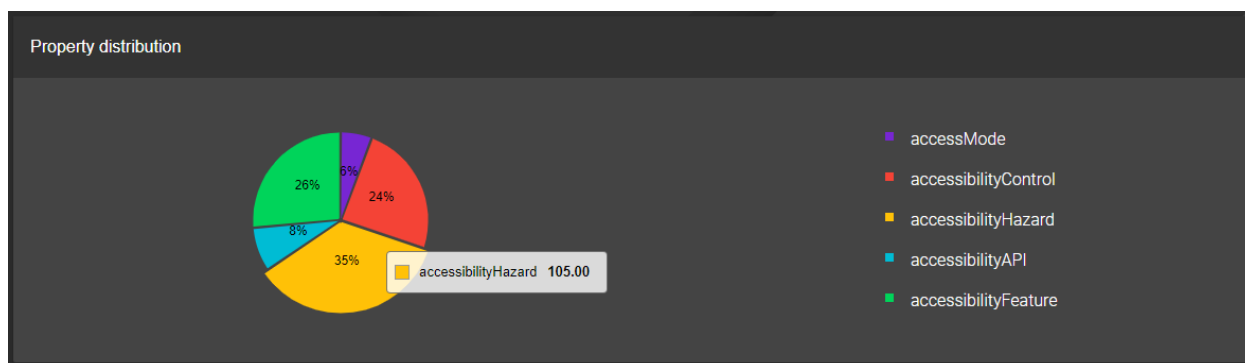 Property distribution
6%
24%
26%
8%
35%
accessibilityHazard 105.00
accessMode
accessibilityControl
accessibilityHazard
accessibilityAPI
accessibilityFeature